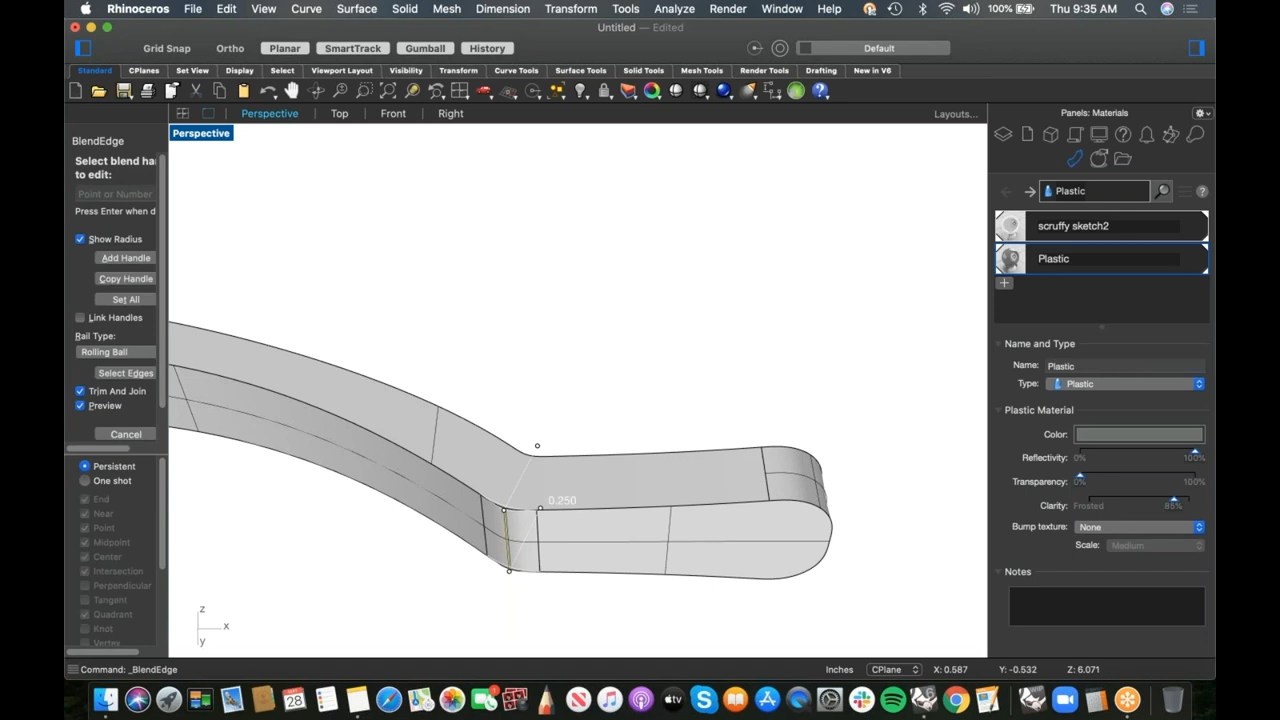 Rhinoceros File Edit View Curve Surface Solid Mesh Dimension Transform Tools Analyze Render Window Help 100% Thu 9:35 AM
Untitled — Edited
Grid Snap Ortho Planar SmartTrack Gumball History Default
Standard CPlanes Set View Display Select Viewport Layout Visibility Transform Curve Tools Surface Tools Solid Tools Mesh Tools Render Tools Drafting New in V6
Perspective Top Front Right Layouts...
Panels: Materials
Perspective
BlendEdge
Select blend ha
to edit:
Point or Number
Press Enter when d
Show Radius
Add Handle
Copy Handle
Set All
Link Handles
Rail Type:
Rolling Ball
Select Edges
Trim And Join
Preview
Cancel
Persistent
One shot
End
Near
Point
Midpoint
Center
Intersection
Perpendicular
Tangent
Quadrant
Knot
Vertex
0.250
z
x
y
Plastic
scruffy sketch2
Plastic
Name and Type
Name: Plastic
Type: Plastic
Plastic Material
Color:
Reflectivity: 0% 100%
Transparency: 0% 100%
Clarity: Frosted 85%
Bump texture: None
Scale: Medium
Notes
Command: _BlendEdge Inches CPlane X: 0.587 Y: -0.532 Z: 6.071
28